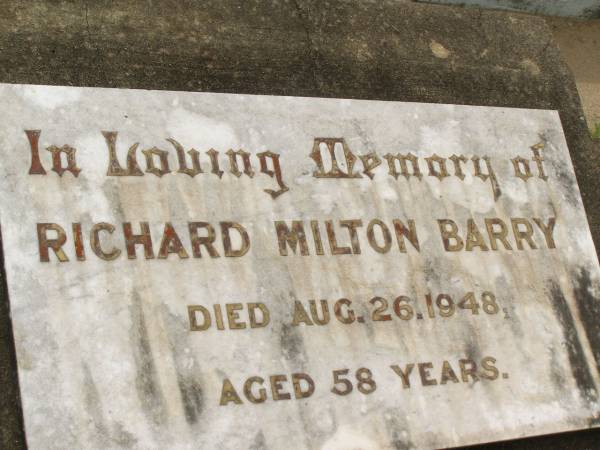 In Loving Memory of
RICHARD MILTON BARRY
DIED AUG. 26. 1948,
AGED 58 YEARS.